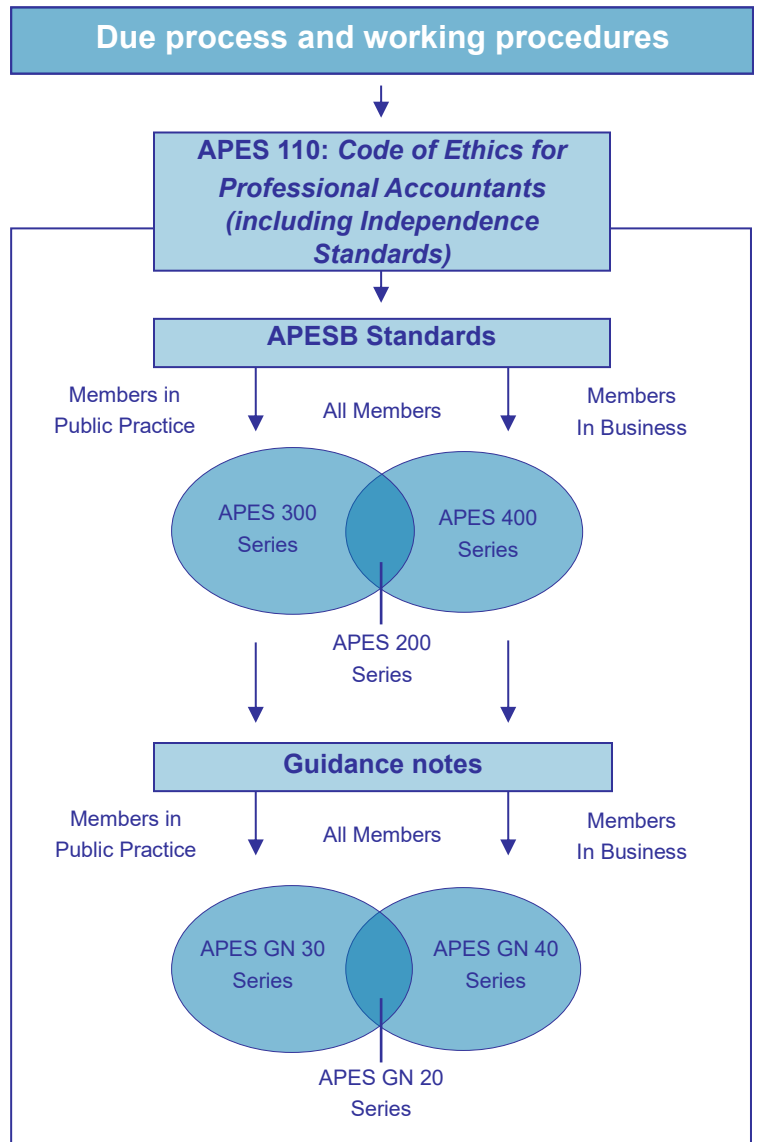 Due process and working procedures
APES 110: Code of Ethics for
Professional Accountants
(including Independence
Standards)
APESB Standards
Members in
Public Practice
All Members
Members
In Business
APES 300
Series
APES 400
Series
APES 200
Series
Guidance notes
Members in
Public Practice
All Members
Members
In Business
APES GN 30
Series
APES GN 40
Series
APES GN 20
Series